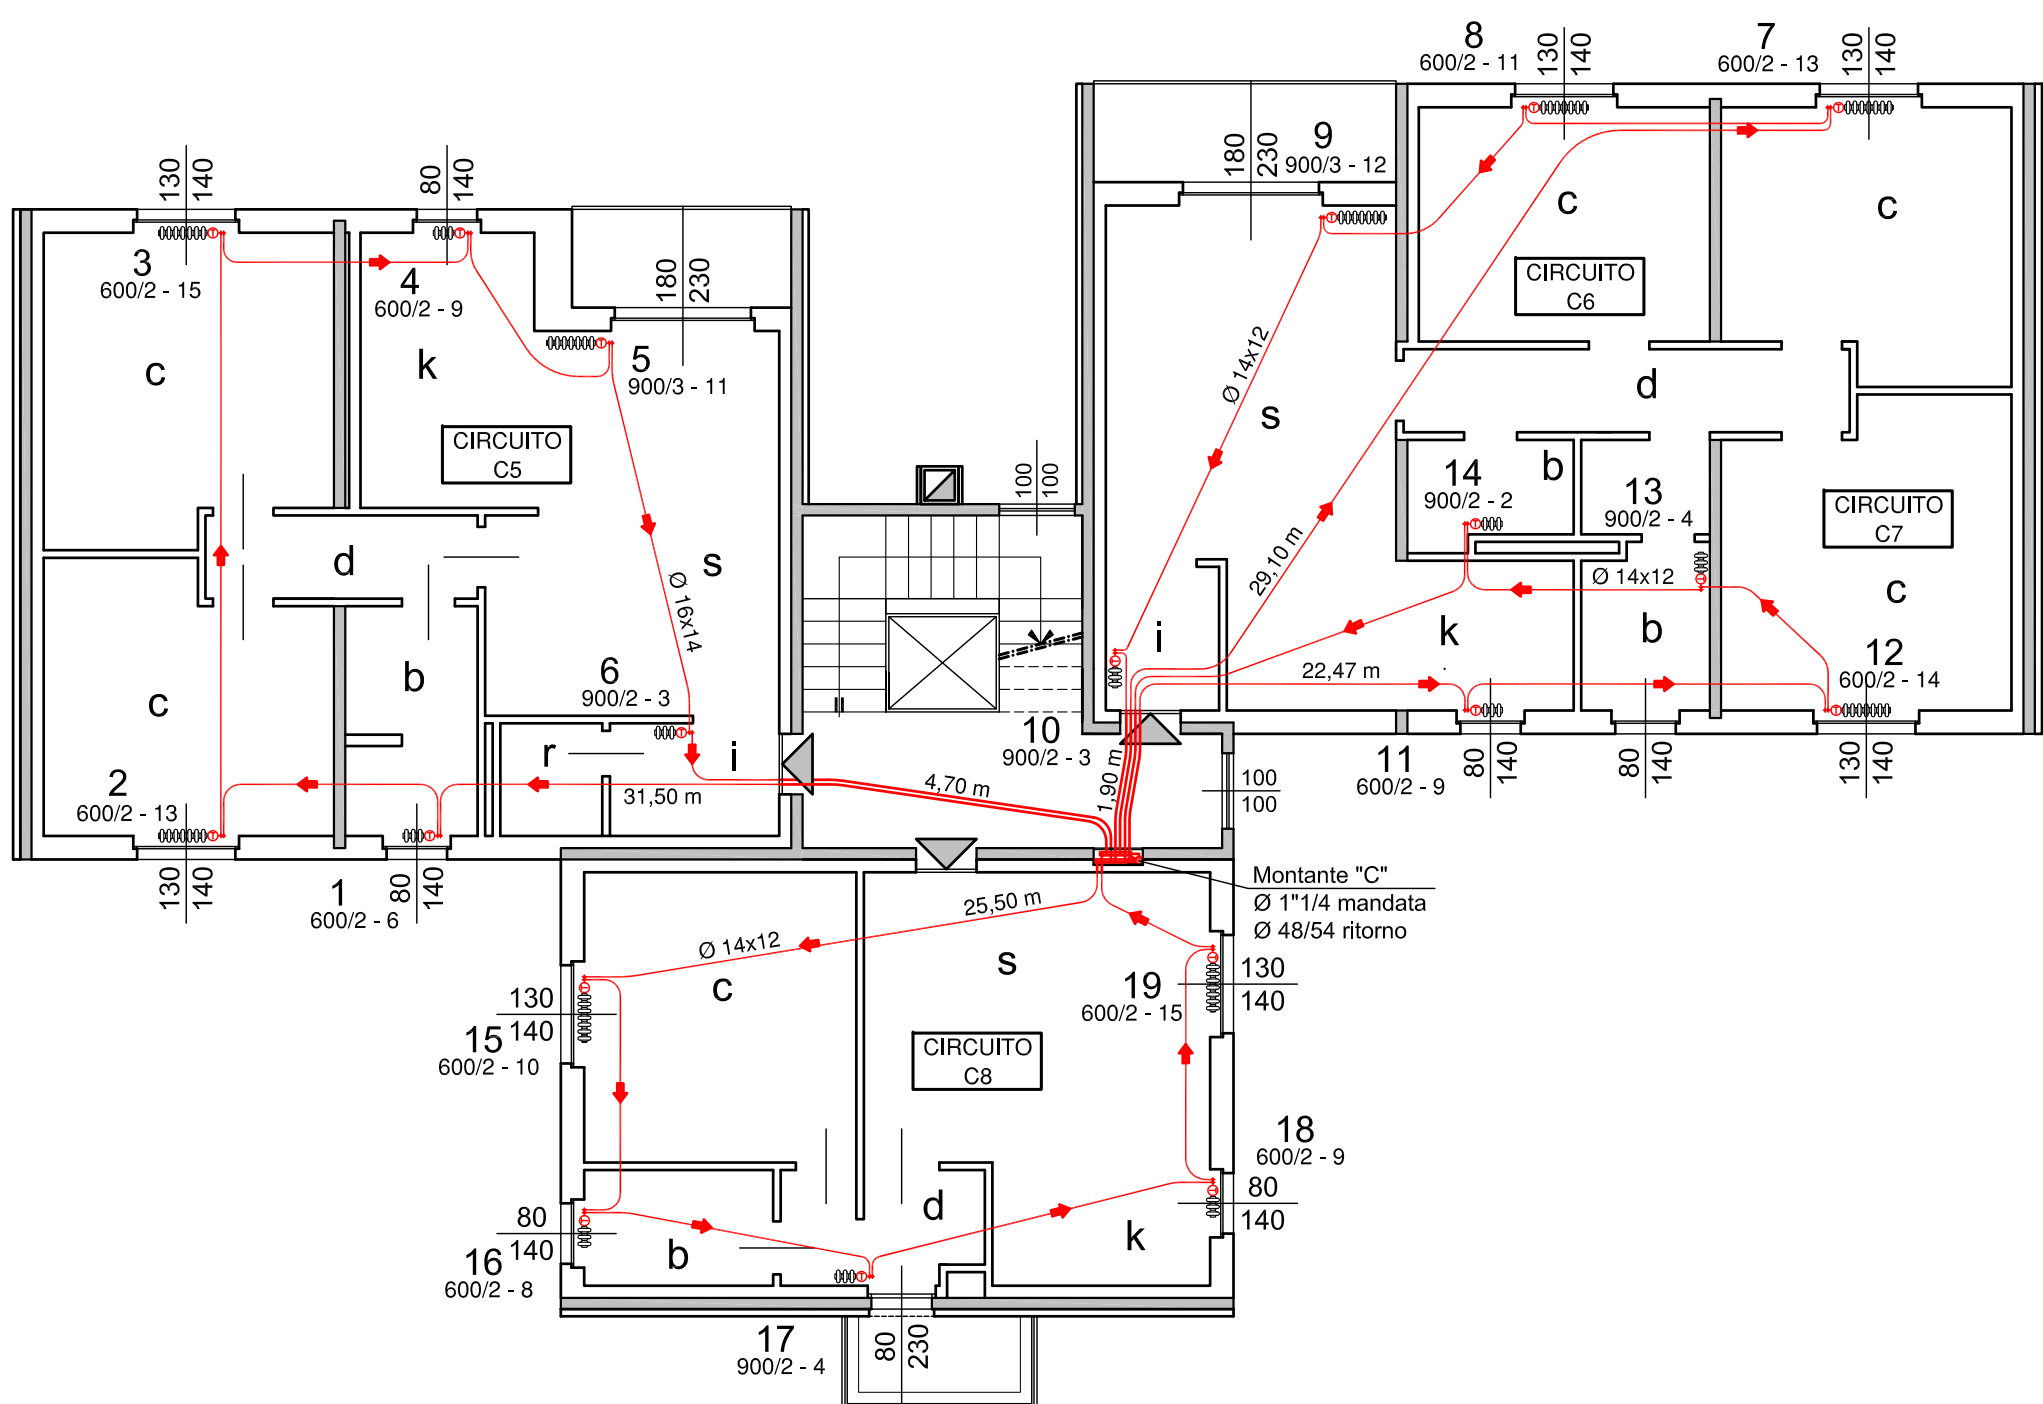 8
600/2 - 11
130
140
7
600/2 - 13
130
140
9
900/3 - 12
180
230
130
140
80
140
3
600/2 - 15
4
600/2 - 9
180
230
5
900/3 - 11
c
k
CIRCUITO
C5
c
c
CIRCUITO
C6
Ø 14x12
s
d
100
100
14
900/2 - 2
b
13
900/2 - 4
CIRCUITO
C7
d
s
Ø 16x14
29,10 m
Ø 14x12
c
i
k
b
c
b
6
900/2 - 3
22,47 m
12
600/2 - 14
r
i
10
900/2 - 3
1,90 m
100
100
11
600/2 - 9
80
140
80
140
130
140
2
600/2 - 13
31,50 m
4,70 m
130
140
1
600/2 - 6
80
140
Montante "C"
Ø 1"1/4 mandata
Ø 48/54 ritorno
25,50 m
Ø 14x12
c
s
130
140
15
600/2 - 10
19
600/2 - 15
130
140
CIRCUITO
C8
18
600/2 - 9
80
140
80
140
16
600/2 - 8
b
d
k
17
900/2 - 4
80
230